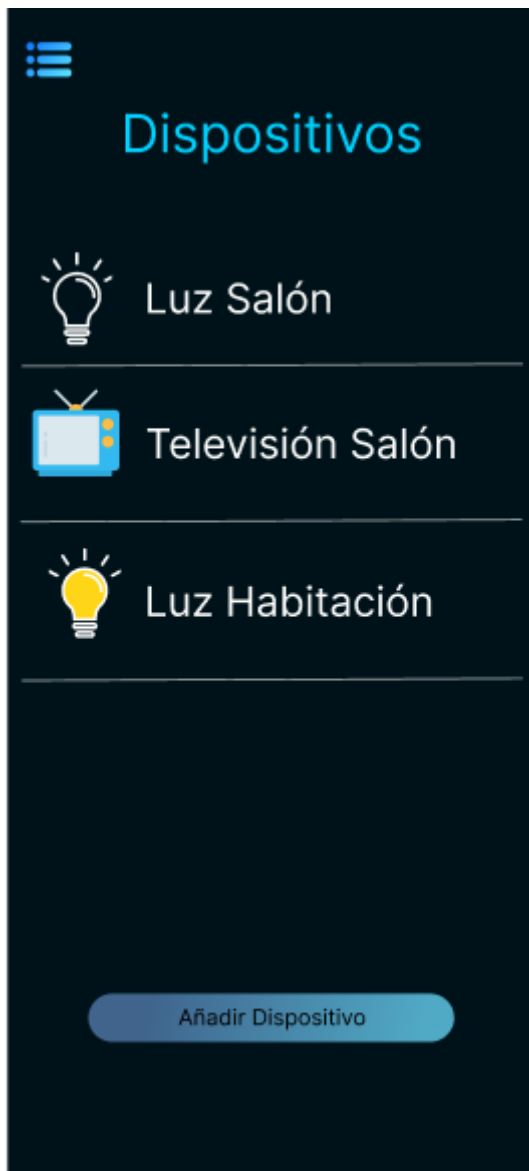 Dispositivos
Luz Salón
Televisión Salón
Luz Habitación
Añadir Dispositivo